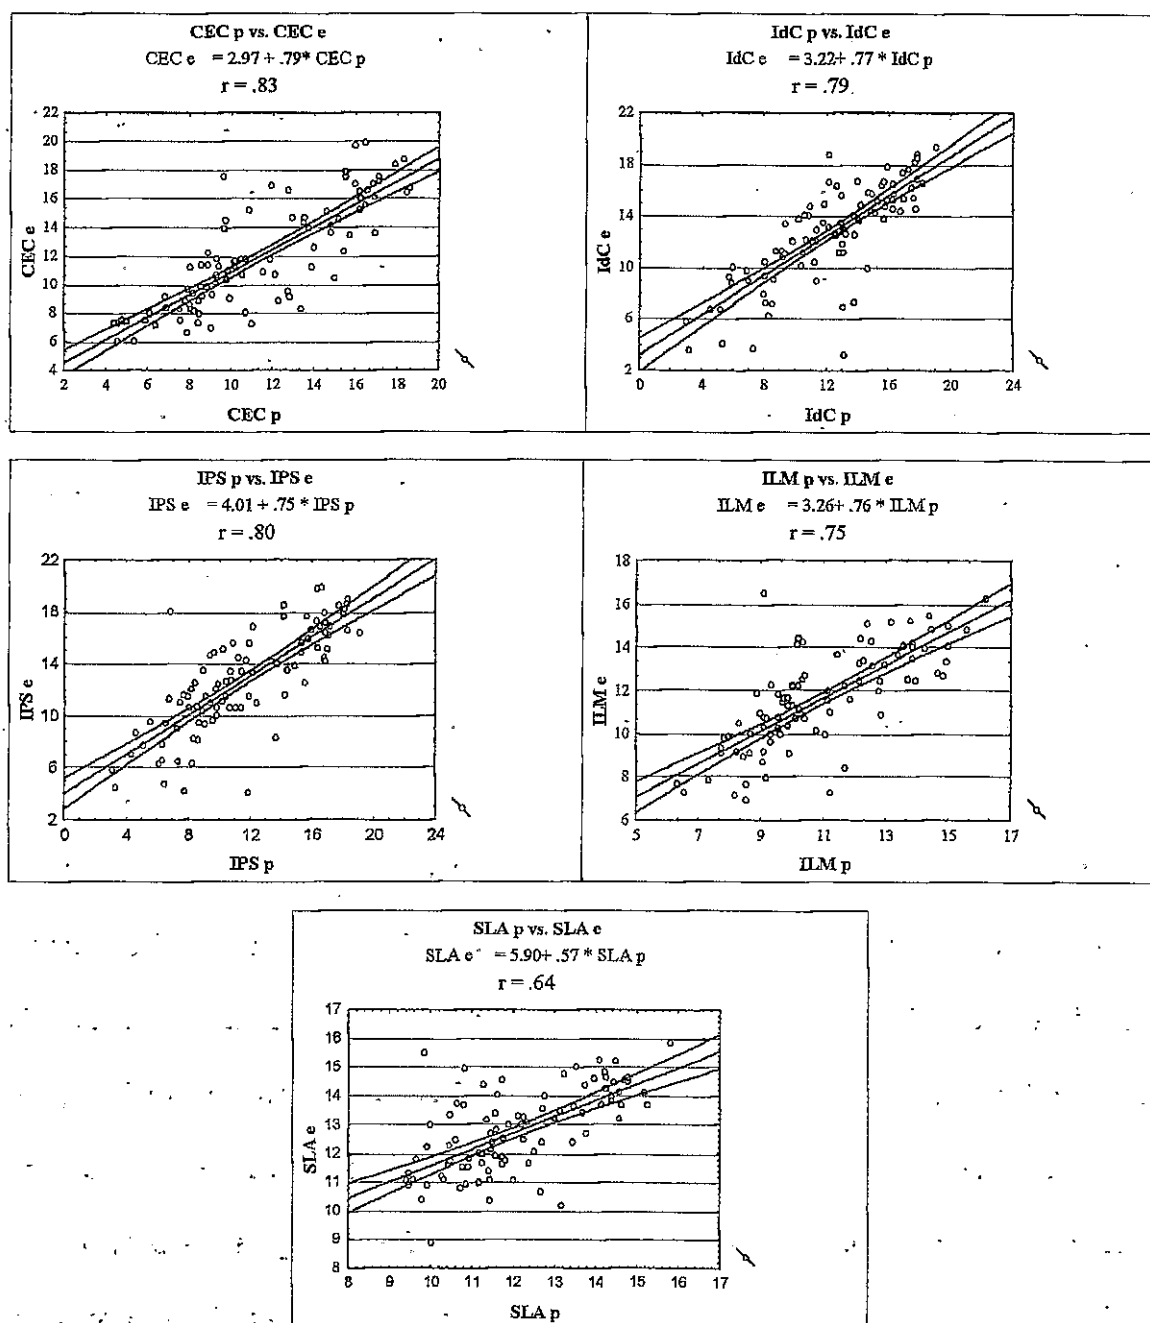 CEC p vs. CEC e
CEC e = 2.97 + .79* CEC p
r = .83
22
20
18
16
14
12
10
8
6
4
CEC e
2 4 6 8 10 12 14 16 18 20
CEC p
IdC p vs. IdC e
IdC e = 3.22+ .77 * IdC p
r = .79
22
18
14
10
6
2
IdC e
0 4 8 12 16 20 24
IdC p
IPS p vs. IPS e
IPS e = 4.01 + .75 * IPS p
r = .80
22
18
14
10
6
2
IPS e
0 4 8 12 16 20 24
IPS p
ILM p vs. ILM e
ILM e = 3.26+ .76 * ILM p
r = .75
18
16
14
12
10
8
6
ILM e
5 7 9 11 13 15 17
ILM p
SLA p vs. SLA e
SLA e = 5.90+ .57 * SLA p
r = .64
17
16
15
14
13
12
11
10
9
8
SLA e
8 9 10 11 12 13 14 15 16 17
SLA p